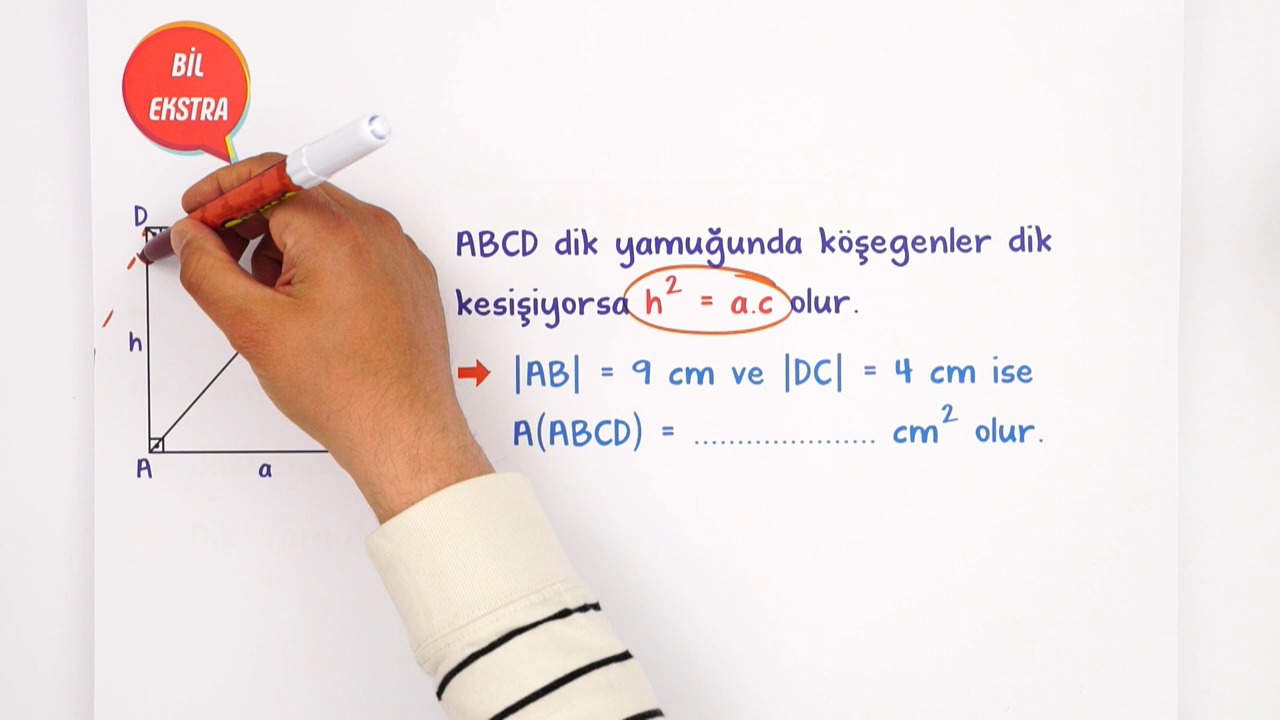 BİL
EKSTRA
D
ABCD dik yamuğunda köşegenler dik
kesişiyorsa h² = a.c olur.
h
→ |AB| = 9 cm ve |DC| = 4 cm ise
A(ABCD) = ..................... cm² olur.
A
a